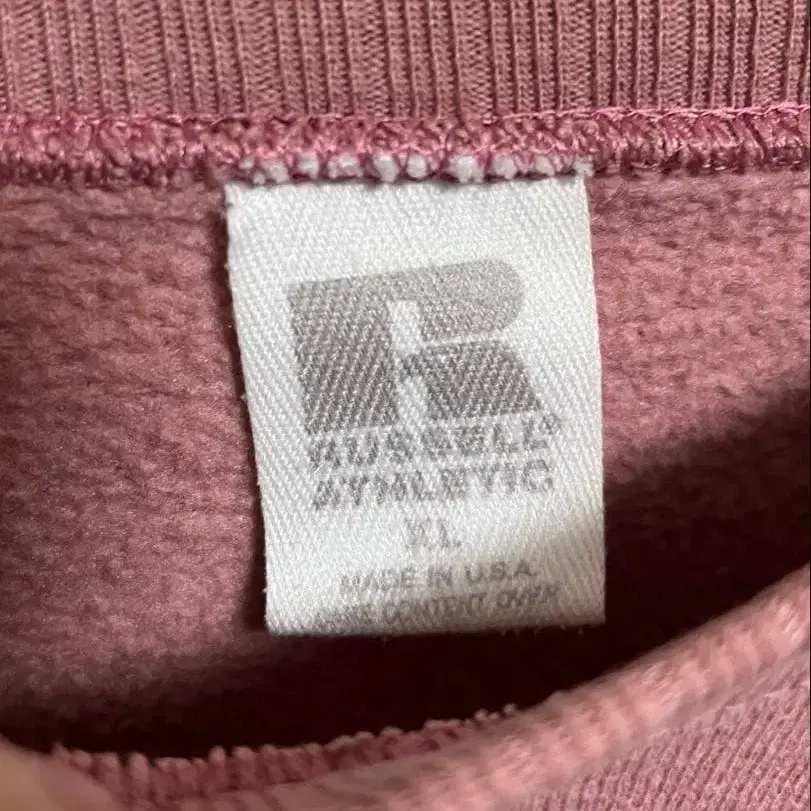 R
RUSSELL®
ATHLETIC
XL
MADE IN U.S.A.
CONTENT OVER